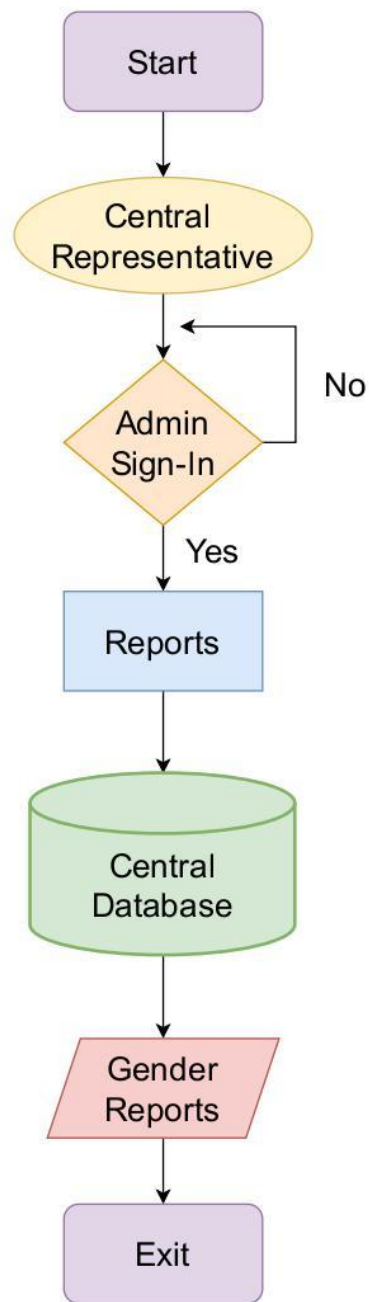 Start
Central
Representative
No
Admin
Sign-In
Yes
Reports
Central
Database
Gender
Reports
Exit